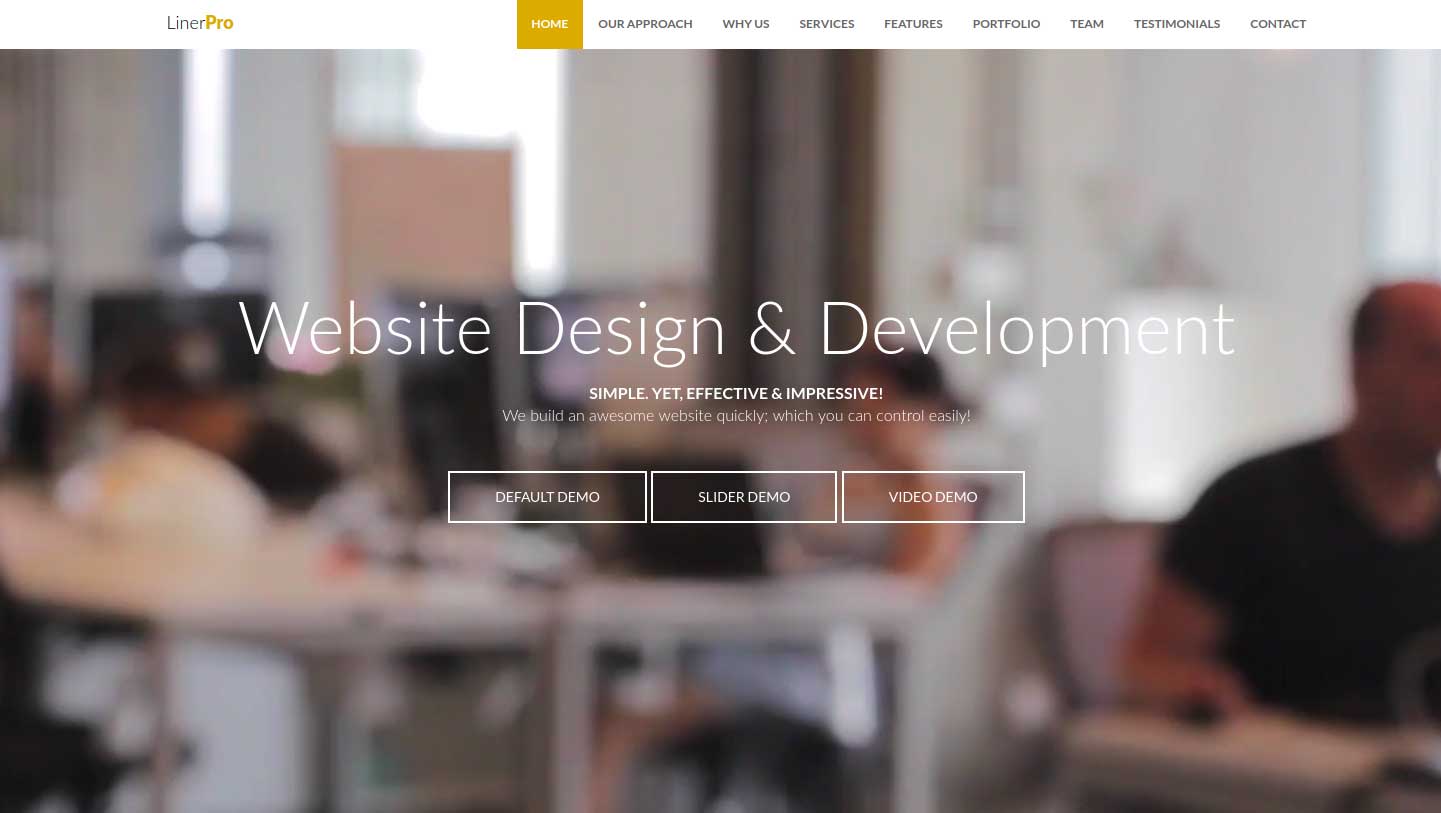 LinerPro
HOME OUR APPROACH WHY US SERVICES FEATURES PORTFOLIO TEAM TESTIMONIALS CONTACT
Website Design & Development
SIMPLE. YET, EFFECTIVE & IMPRESSIVE!
We build an awesome website quickly; which you can control easily!
DEFAULT DEMO SLIDER DEMO VIDEO DEMO